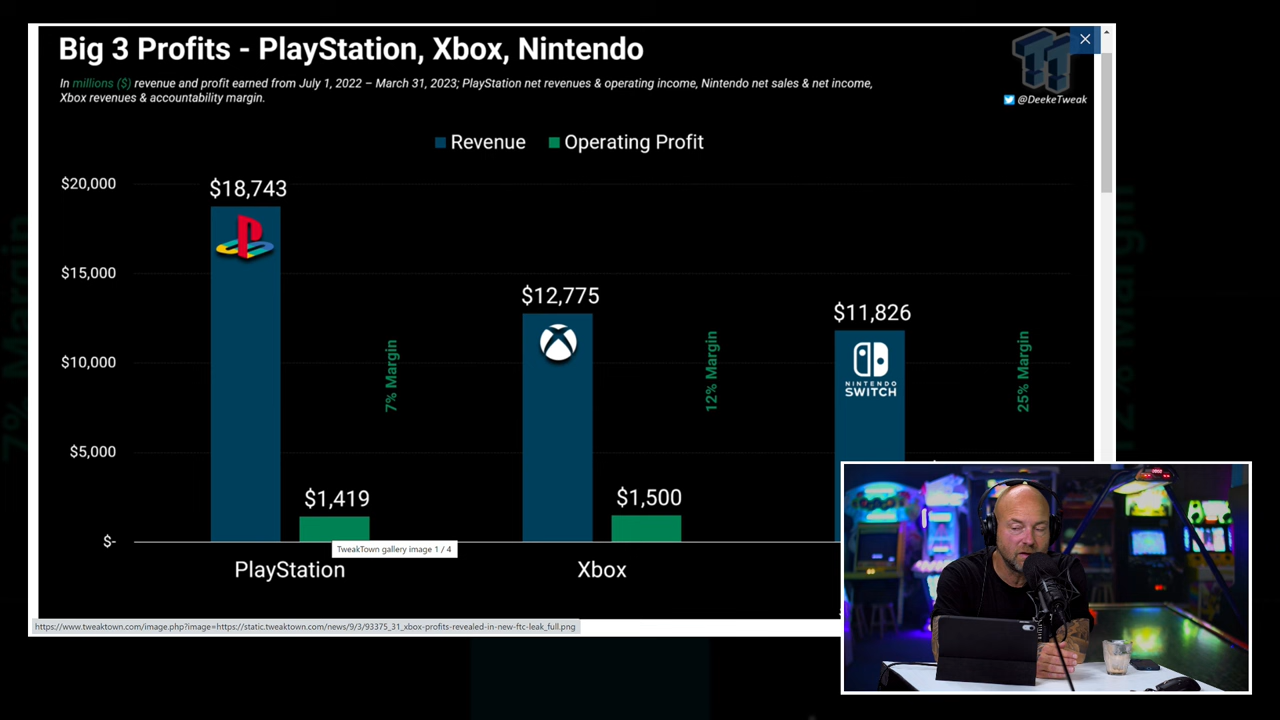 Big 3 Profits - PlayStation, Xbox, Nintendo
In millions ($) revenue and profit earned from July 1, 2022 – March 31, 2023; PlayStation net revenues & operating income, Nintendo net sales & net income,
Xbox revenues & accountability margin.
@DeekeTweak
Revenue
Operating Profit
$20,000
$15,000
$10,000
$5,000
$-
$18,743
$1,419
7% Margin
$12,775
$1,500
12% Margin
$11,826
NINTENDO
SWITCH
25% Margin
PlayStation
Xbox
TweakTown gallery image 1 / 4
https://www.tweaktown.com/image.php?image=https://static.tweaktown.com/news/9/3/93375_31_xbox-profits-revealed-in-new-ftc-leak_full.png
7% Margin
12% Margin